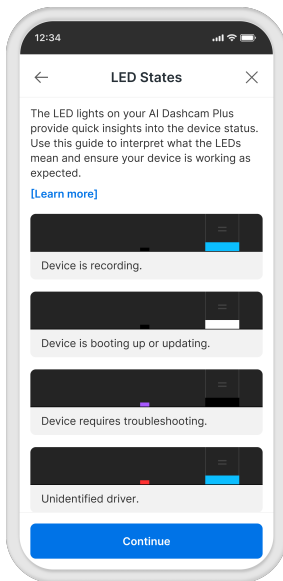 12:34
LED States
The LED lights on your AI Dashcam Plus
provide quick insights into the device status.
Use this guide to interpret what the LEDs
mean and ensure your device is working as
expected.
[Learn more]
Device is recording.
Device is booting up or updating.
Device requires troubleshooting.
Unidentified driver.
Continue